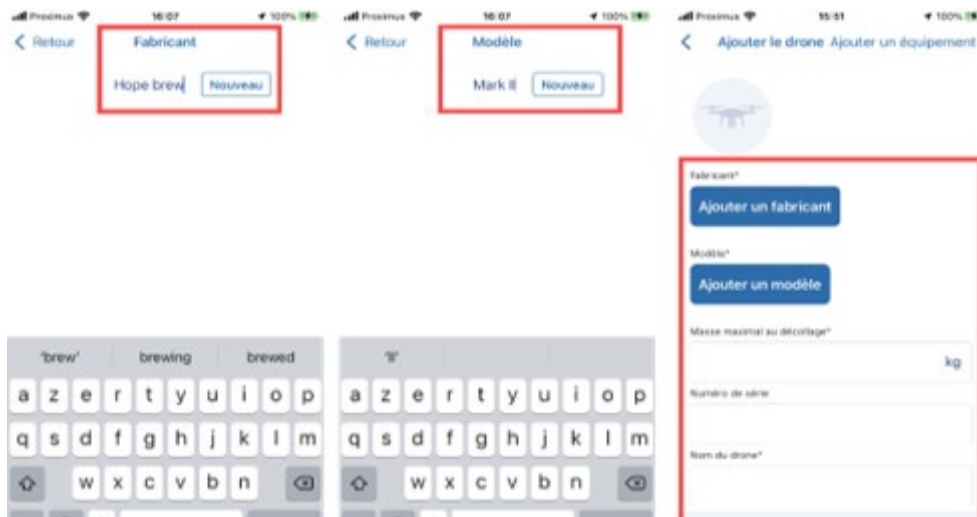 Proximus 16:07 100%
Retour Fabricant
Hope brew Nouveau
'brew' brewing brewed
a z e r t y u i o p
q s d f g h j k l m
w x c v b n
Proximus 16:07 100%
Retour Modèle
Mark II Nouveau
'II'
a z e r t y u i o p
q s d f g h j k l m
w x c v b n
Proximus 15:51 100%
Ajouter le drone Ajouter un équipement
Fabricant*
Ajouter un fabricant
Modèle*
Ajouter un modèle
Masse maximal au décollage*
kg
Numéro de série
Nom du drone*